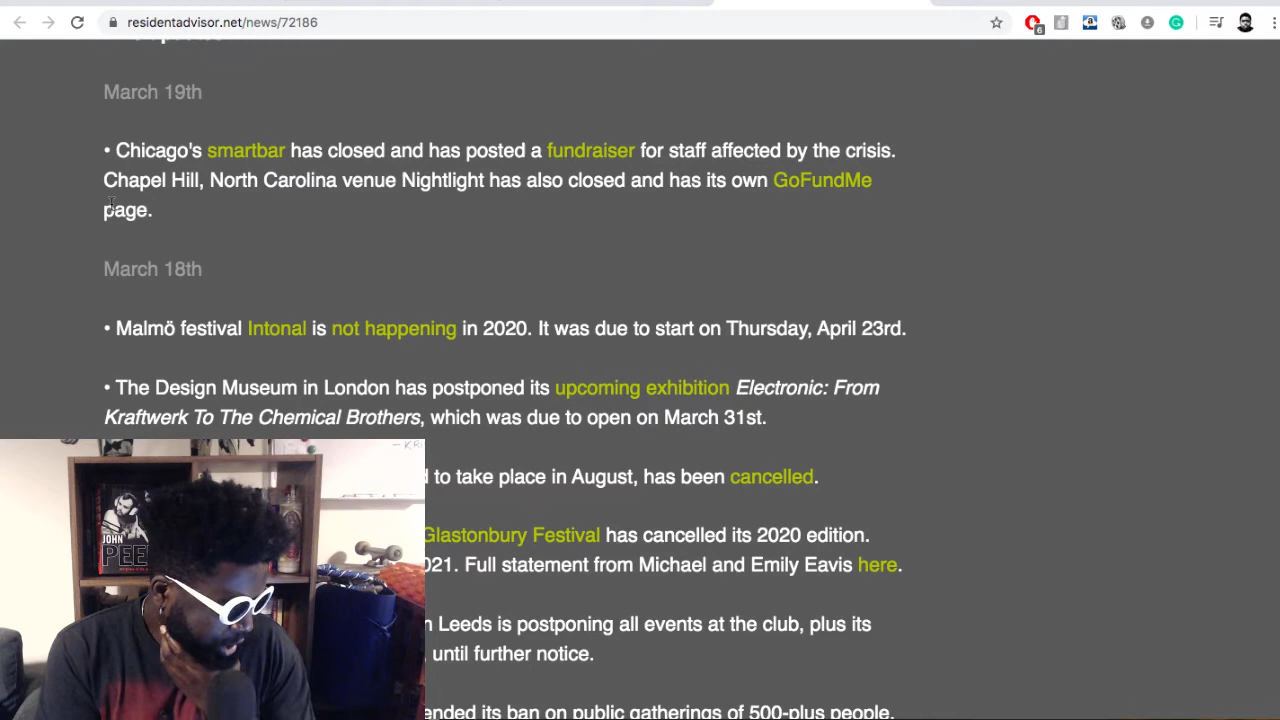 residentadvisor.net/news/72186
6
March 19th
• Chicago's smartbar has closed and has posted a fundraiser for staff affected by the crisis.
Chapel Hill, North Carolina venue Nightlight has also closed and has its own GoFundMe
page.
March 18th
• Malmö festival Intonal is not happening in 2020. It was due to start on Thursday, April 23rd.
• The Design Museum in London has postponed its upcoming exhibition Electronic: From
Kraftwerk To The Chemical Brothers, which was due to open on March 31st.
to take place in August, has been cancelled.
Glastonbury Festival has cancelled its 2020 edition.
021. Full statement from Michael and Emily Eavis here.
Leeds is postponing all events at the club, plus its
until further notice.
ended its ban on public gatherings of 500-plus people.
JOHN
PEE